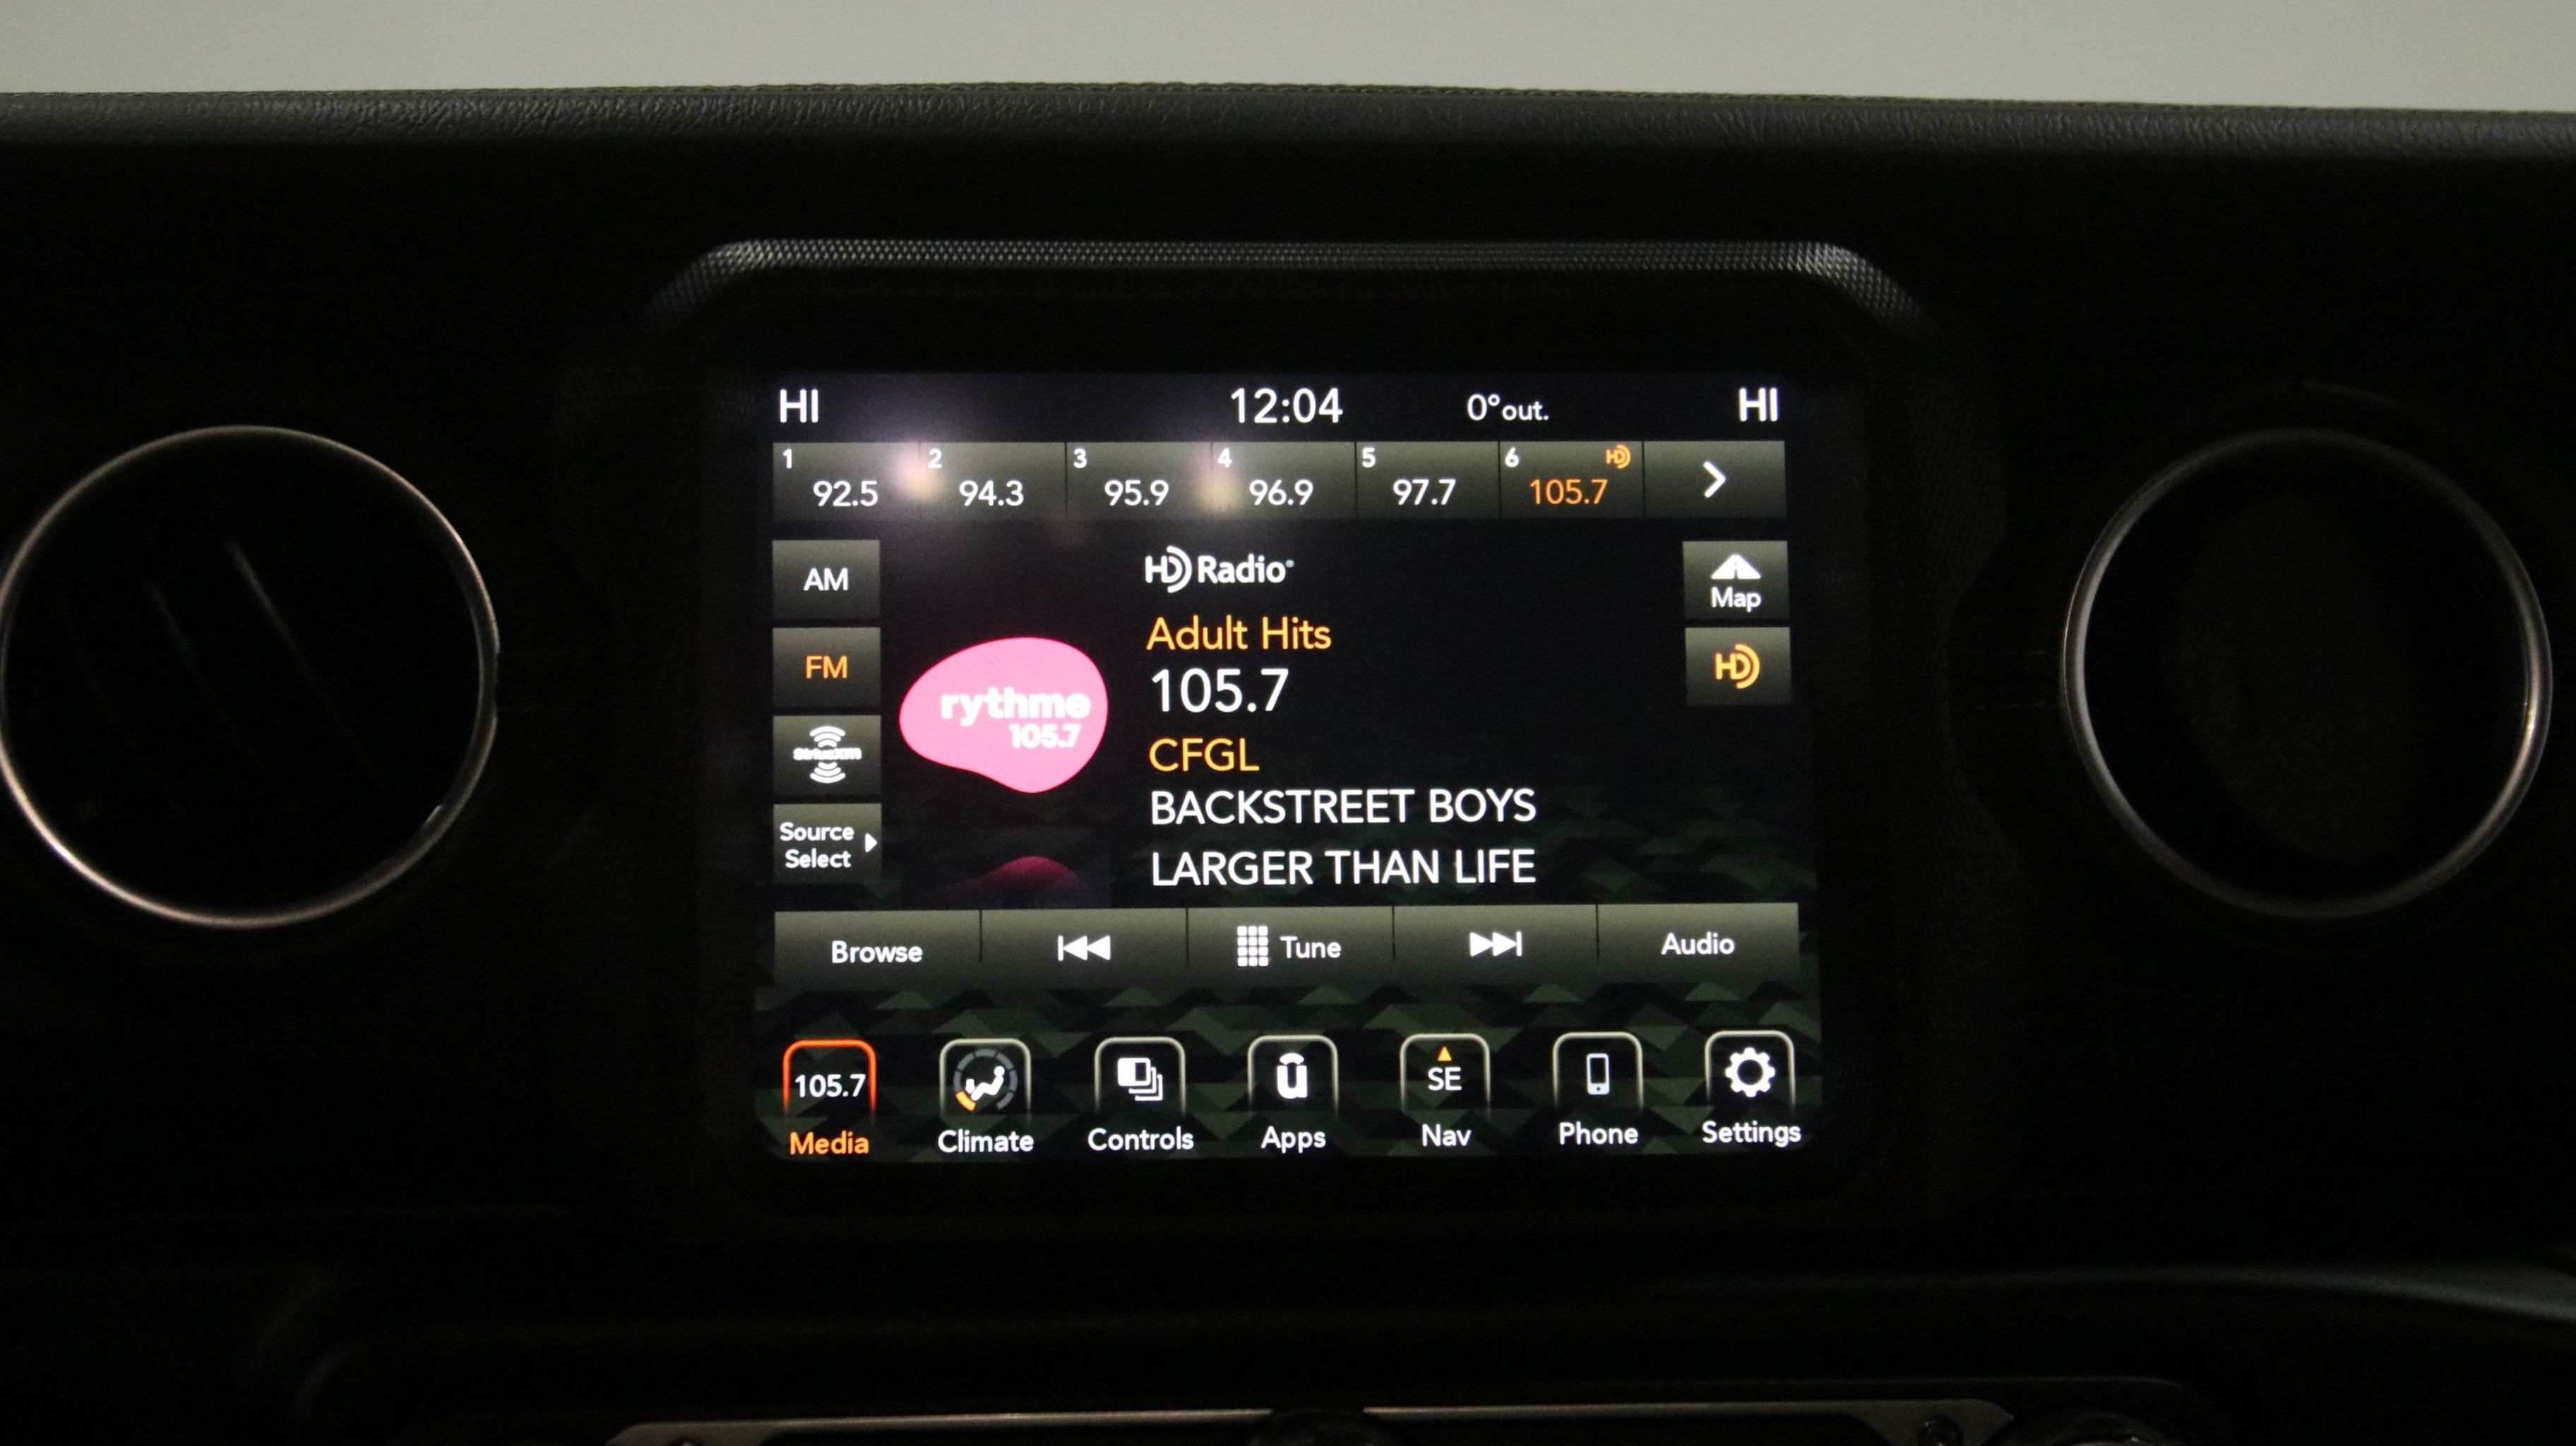 HI 12:04 0°out. HI
1 2 3 4 5 6 HD
92.5 94.3 95.9 96.9 97.7 105.7
AM
FM
SiriusXM
Source
Select
HD Radio®
Adult Hits
105.7
CFGL
BACKSTREET BOYS
LARGER THAN LIFE
rythme
105.7
Map
HD
Browse Tune Audio
105.7 u SE
Media Climate Controls Apps Nav Phone Settings